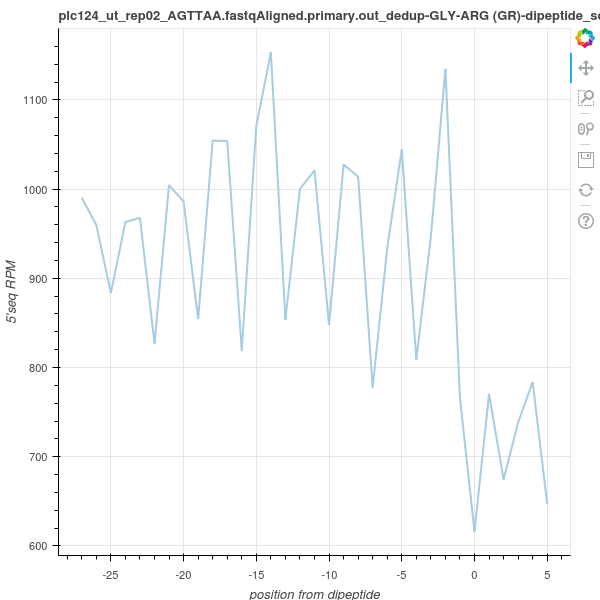 plc124_ut_rep02_AGTTAA.fastqAligned.primary.out_dedup-GLY-ARG (GR)-dipeptide_se
1100
1000
900
800
700
600
5'seq RPM
-25 -20 -15 -10 -5 0 5
position from dipeptide